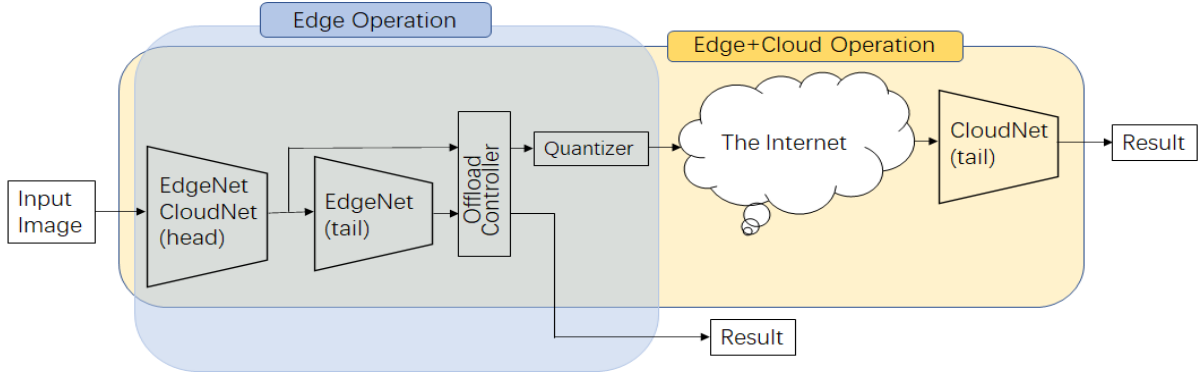 Edge Operation
Edge+Cloud Operation
Input
Image
EdgeNet
CloudNet
(head)
EdgeNet
(tail)
Offload
Controller
Quantizer
The Internet
CloudNet
(tail)
Result
Result